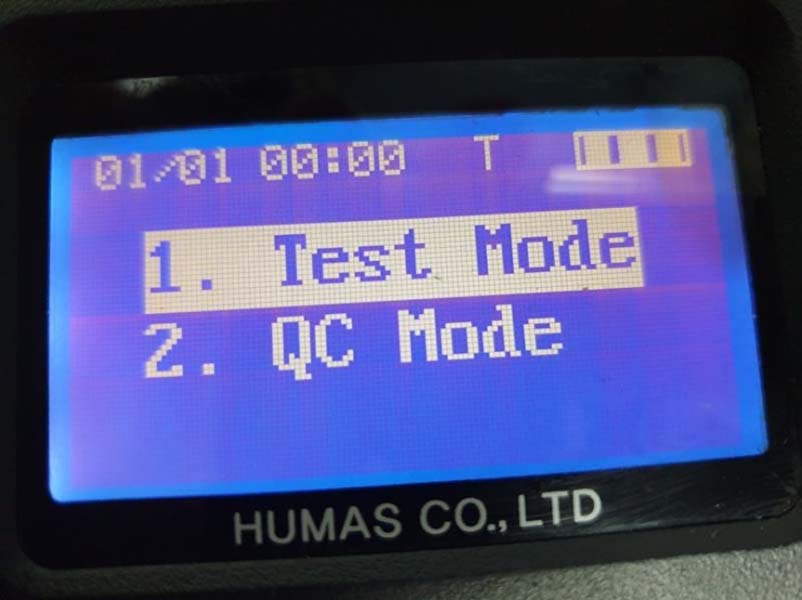 01/01 00:00 T
1. Test Mode
2. QC Mode
HUMAS CO., LTD